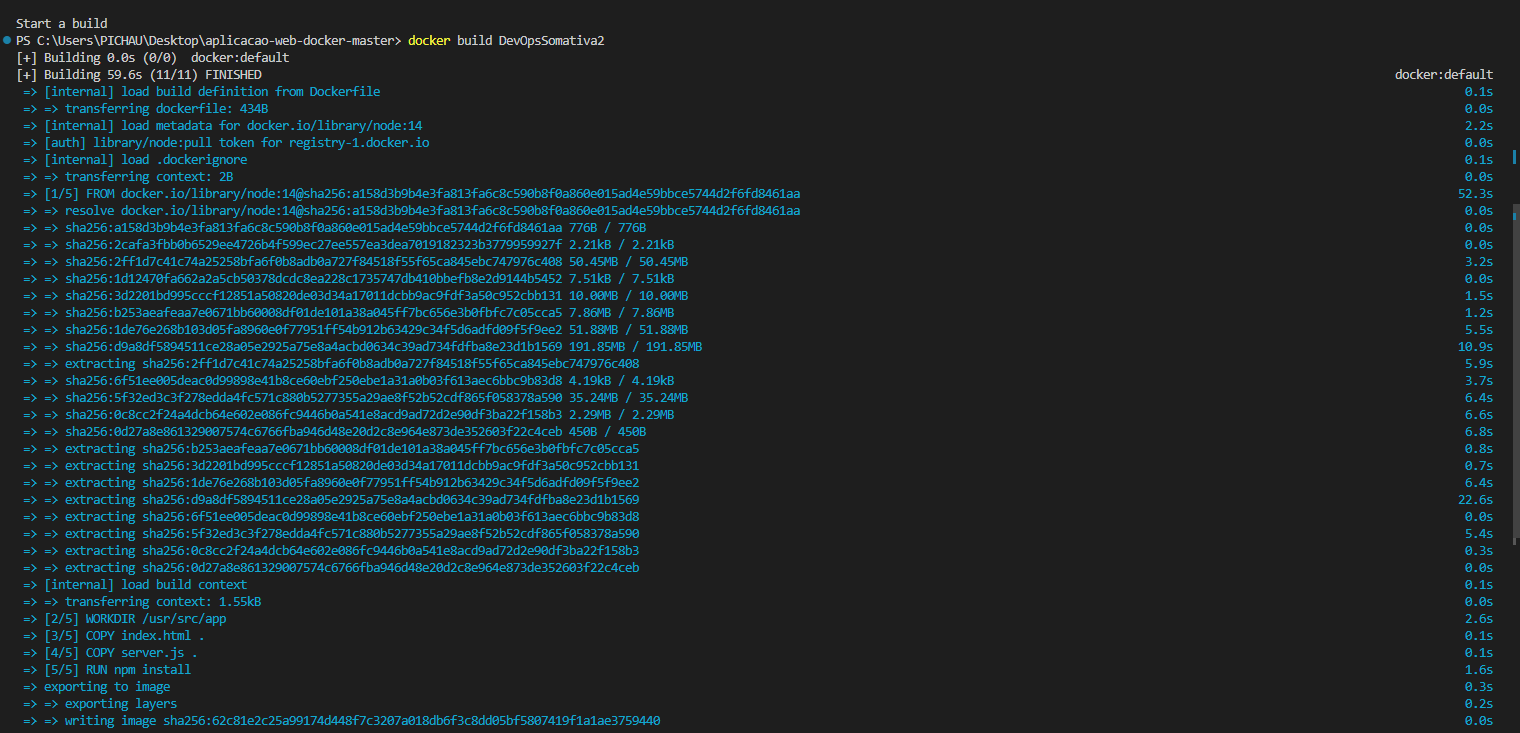 Start a build
PS C:\Users\PICHAU\Desktop\aplicacao-web-docker-master> docker build DevOpsSomativa2
[+] Building 0.0s (0/0)  docker:default
[+] Building 59.6s (11/11) FINISHED docker:default
=> [internal] load build definition from Dockerfile 0.1s
=> => transferring dockerfile: 434B 0.0s
=> [internal] load metadata for docker.io/library/node:14 2.2s
=> [auth] library/node:pull token for registry-1.docker.io 0.0s
=> [internal] load .dockerignore 0.1s
=> => transferring context: 2B 0.0s
=> [1/5] FROM docker.io/library/node:14@sha256:a158d3b9b4e3fa813fa6c8c590b8f0a860e015ad4e59bbce5744d2f6fd8461aa 52.3s
=> => resolve docker.io/library/node:14@sha256:a158d3b9b4e3fa813fa6c8c590b8f0a860e015ad4e59bbce5744d2f6fd8461aa 0.0s
=> => sha256:a158d3b9b4e3fa813fa6c8c590b8f0a860e015ad4e59bbce5744d2f6fd8461aa 776B / 776B 0.0s
=> => sha256:2cafa3fbb0b6529ee4726b4f599ec27ee557ea3dea7019182323b3779959927f 2.21kB / 2.21kB 0.0s
=> => sha256:2ff1d7c41c74a25258bfa6f0b8adb0a727f84518f55f65ca845ebc747976c408 50.45MB / 50.45MB 3.2s
=> => sha256:1d12470fa662a2a5cb50378dcdc8ea228c1735747db410bbefb8e2d9144b5452 7.51kB / 7.51kB 0.0s
=> => sha256:3d2201bd995cccf12851a50820de03d34a17011dcbb9ac9fdf3a50c952cbb131 10.00MB / 10.00MB 1.5s
=> => sha256:b253aeafeaa7e0671bb60008df01de101a38a045ff7bc656e3b0fbfc7c05cca5 7.86MB / 7.86MB 1.2s
=> => sha256:1de76e268b103d05fa8960e0f77951ff54b912b63429c34f5d6adfd09f5f9ee2 51.88MB / 51.88MB 5.5s
=> => sha256:d9a8df5894511ce28a05e2925a75e8a4acbd0634c39ad734fdfba8e23d1b1569 191.85MB / 191.85MB 10.9s
=> => extracting sha256:2ff1d7c41c74a25258bfa6f0b8adb0a727f84518f55f65ca845ebc747976c408 5.9s
=> => sha256:6f51ee005deac0d99898e41b8ce60ebf250ebe1a31a0b03f613aec6bbc9b83d8 4.19kB / 4.19kB 3.7s
=> => sha256:5f32ed3c3f278edda4fc571c880b5277355a29ae8f52b52cdf865f058378a590 35.24MB / 35.24MB 6.4s
=> => sha256:0c8cc2f24a4dcb64e602e086fc9446b0a541e8acd9ad72d2e90df3ba22f158b3 2.29MB / 2.29MB 6.6s
=> => sha256:0d27a8e861329007574c6766fba946d48e20d2c8e964e873de352603f22c4ceb 450B / 450B 6.8s
=> => extracting sha256:b253aeafeaa7e0671bb60008df01de101a38a045ff7bc656e3b0fbfc7c05cca5 0.8s
=> => extracting sha256:3d2201bd995cccf12851a50820de03d34a17011dcbb9ac9fdf3a50c952cbb131 0.7s
=> => extracting sha256:1de76e268b103d05fa8960e0f77951ff54b912b63429c34f5d6adfd09f5f9ee2 6.4s
=> => extracting sha256:d9a8df5894511ce28a05e2925a75e8a4acbd0634c39ad734fdfba8e23d1b1569 22.6s
=> => extracting sha256:6f51ee005deac0d99898e41b8ce60ebf250ebe1a31a0b03f613aec6bbc9b83d8 0.0s
=> => extracting sha256:5f32ed3c3f278edda4fc571c880b5277355a29ae8f52b52cdf865f058378a590 5.4s
=> => extracting sha256:0c8cc2f24a4dcb64e602e086fc9446b0a541e8acd9ad72d2e90df3ba22f158b3 0.3s
=> => extracting sha256:0d27a8e861329007574c6766fba946d48e20d2c8e964e873de352603f22c4ceb 0.0s
=> [internal] load build context 0.1s
=> => transferring context: 1.55kB 0.0s
=> [2/5] WORKDIR /usr/src/app 2.6s
=> [3/5] COPY index.html . 0.1s
=> [4/5] COPY server.js . 0.1s
=> [5/5] RUN npm install 1.6s
=> exporting to image 0.3s
=> => exporting layers 0.2s
=> => writing image sha256:62c81e2c25a99174d448f7c3207a018db6f3c8dd05bf5807419f1a1ae3759440 0.0s